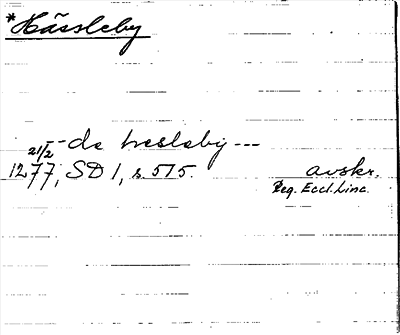 *Hässleby
-- de hesleby ---
21/2
1277, SD 1, s. 515. avskr.
Reg. Eccl. Linc.